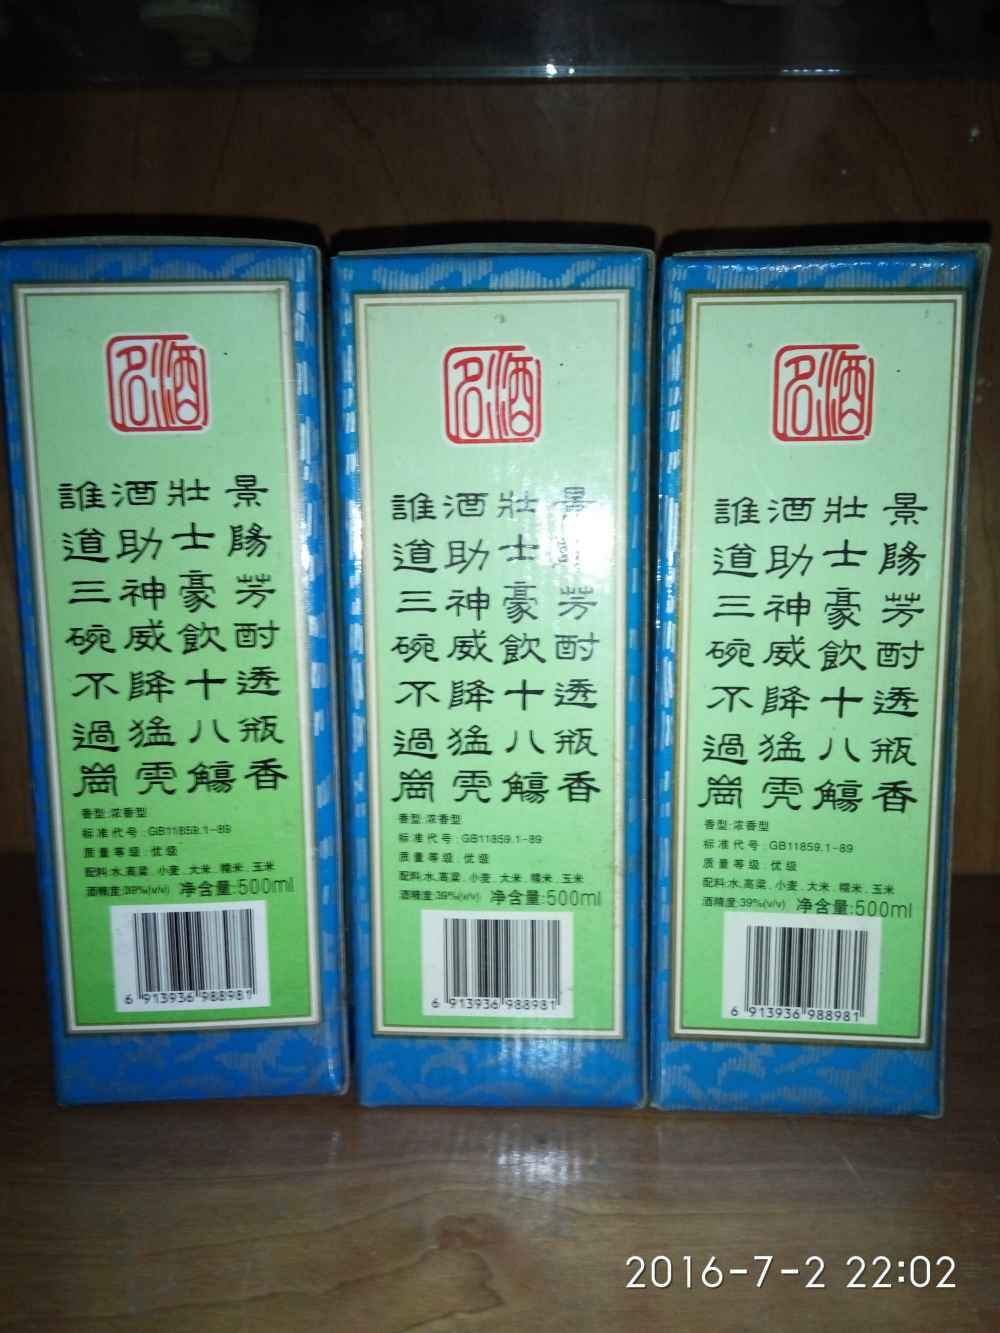 名酒
景陽芳酎透瓶香
壯士豪飲十八觴
酒助神威降猛虎
誰道三碗不過崗
香型:浓香型
标准代号:GB11859.1-89
质量等级:优级
配料:水.高粱.小麦.大米.糯米.玉米
酒精度:39%(v/v) 净含量:500ml
6 913936 988981
名酒
景陽芳酎透瓶香
壯士豪飲十八觴
酒助神威降猛虎
誰道三碗不過崗
香型:浓香型
标准代号:GB11859.1-89
质量等级:优级
配料:水.高粱.小麦.大米.糯米.玉米
酒精度:39%(v/v) 净含量:500ml
6 913936 988981
名酒
景陽芳酎透瓶香
壯士豪飲十八觴
酒助神威降猛虎
誰道三碗不過崗
香型:浓香型
标准代号:GB11859.1-89
质量等级:优级
配料:水.高粱.小麦.大米.糯米.玉米
酒精度:39%(v/v) 净含量:500ml
6 913936 988981
2016-7-2 22:02